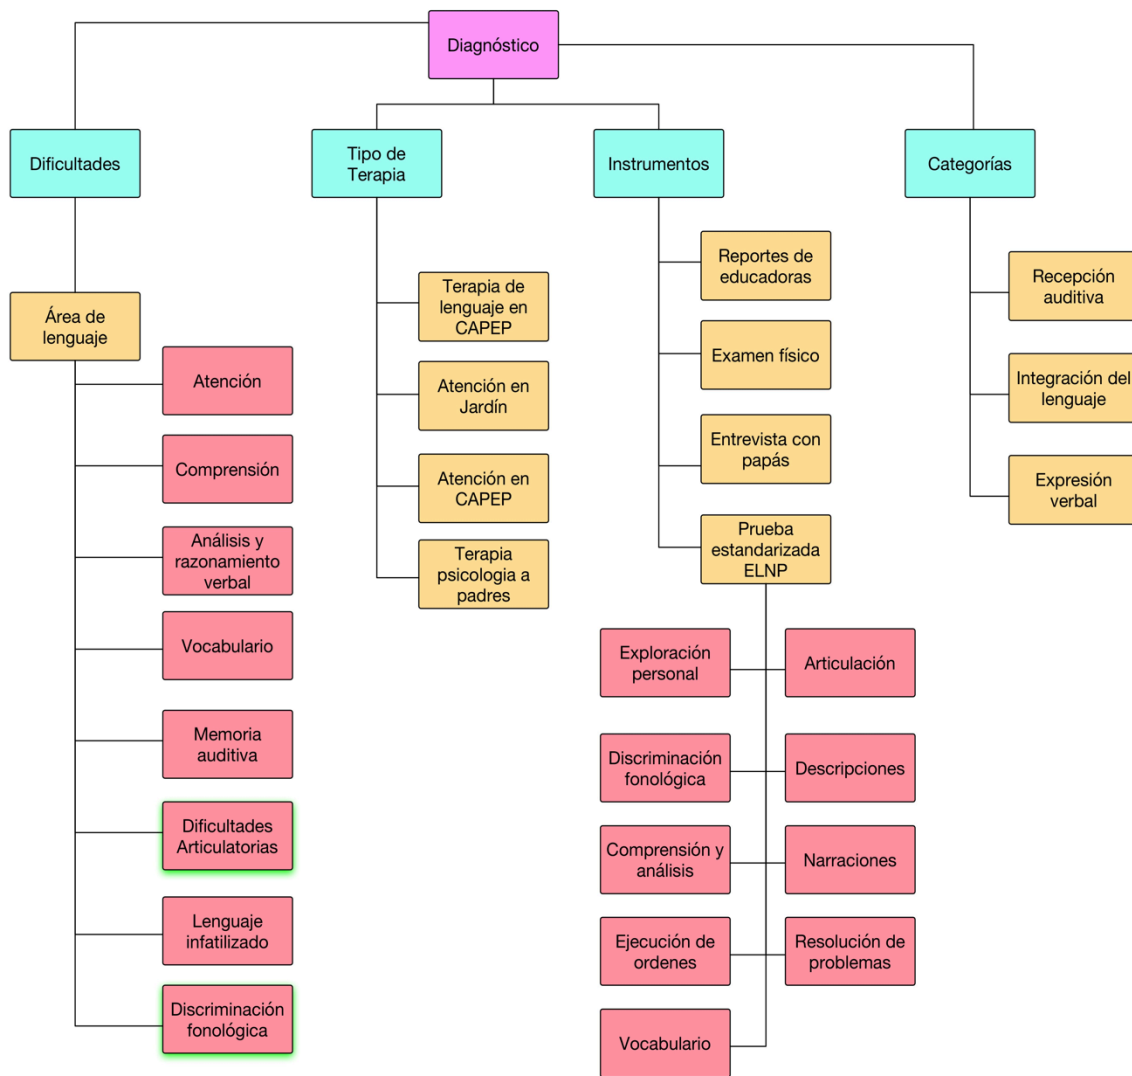 Diagnóstico
Dificultades
Tipo de
Terapia
Instrumentos
Categorías
Área de
lenguaje
Atención
Comprensión
Análisis y
razonamiento
verbal
Vocabulario
Memoria
auditiva
Dificultades
Articulatorias
Lenguaje
infatilizado
Discriminación
fonológica
Terapia de
lenguaje en
CAPEP
Atención en
Jardín
Atención en
CAPEP
Terapia
psicologia a
padres
Reportes de
educadoras
Examen físico
Entrevista con
papás
Prueba
estandarizada
ELNP
Exploración
personal
Articulación
Discriminación
fonológica
Descripciones
Comprensión y
análisis
Narraciones
Ejecución de
ordenes
Resolución de
problemas
Vocabulario
Recepción
auditiva
Integración del
lenguaje
Expresión
verbal